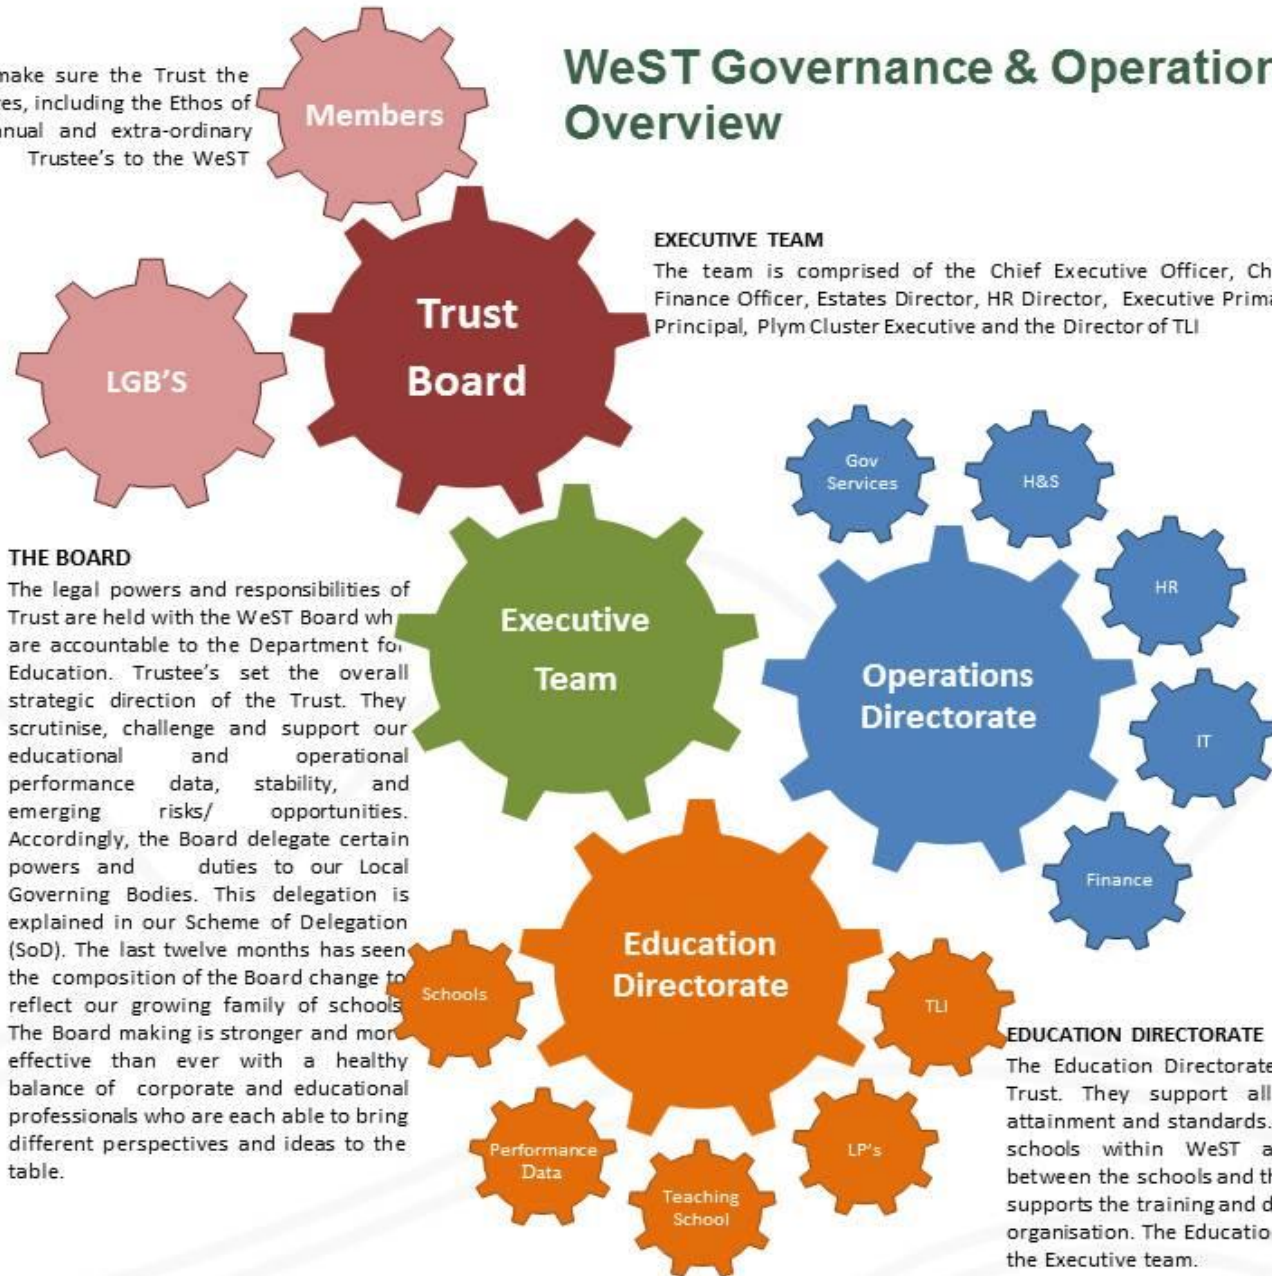 make sure the Trust the
including the Ethos of
and extra-ordinary
Trustee's to the WeST
Members
WeST Governance &
Overview
EXECUTIVE TEAM
The team is comprised of the Chief Executive Officer,
Finance Officer, Estates Director, HR Director, Executive
Principal, Plym Cluster Executive and the Director of TLI
Trust
Board
LGB'S
Gov
Services
H&S
HR
IT
Finance
Operations
Directorate
Executive
Team
THE BOARD
The legal powers and responsibilities of
Trust are held with the WeST Board
are accountable to the Department for
Education. Trustee's set the overall
strategic direction of the Trust. They
scrutinise, challenge and support our
educational and operational
performance data, stability, and
emerging risks/ opportunities.
Accordingly, the Board delegate certain
powers and duties to our Local
Governing Bodies. This delegation is
explained in our Scheme of Delegation
(SoD). The last twelve months has seen
the composition of the Board change to
reflect our growing family of schools
The Board making is stronger and more
effective than ever with a healthy
balance of corporate and educational
professionals who are each able to bring
different perspectives and ideas to the
table.
Education
Directorate
Schools
TLI
Performance
Data
Teaching
School
LP's
EDUCATION DIRECTORATE
The Education Directorate
Trust. They support all
attainment and standards.
schools within WeST
between the schools and
supports the training and
organisation. The
the Executive team.